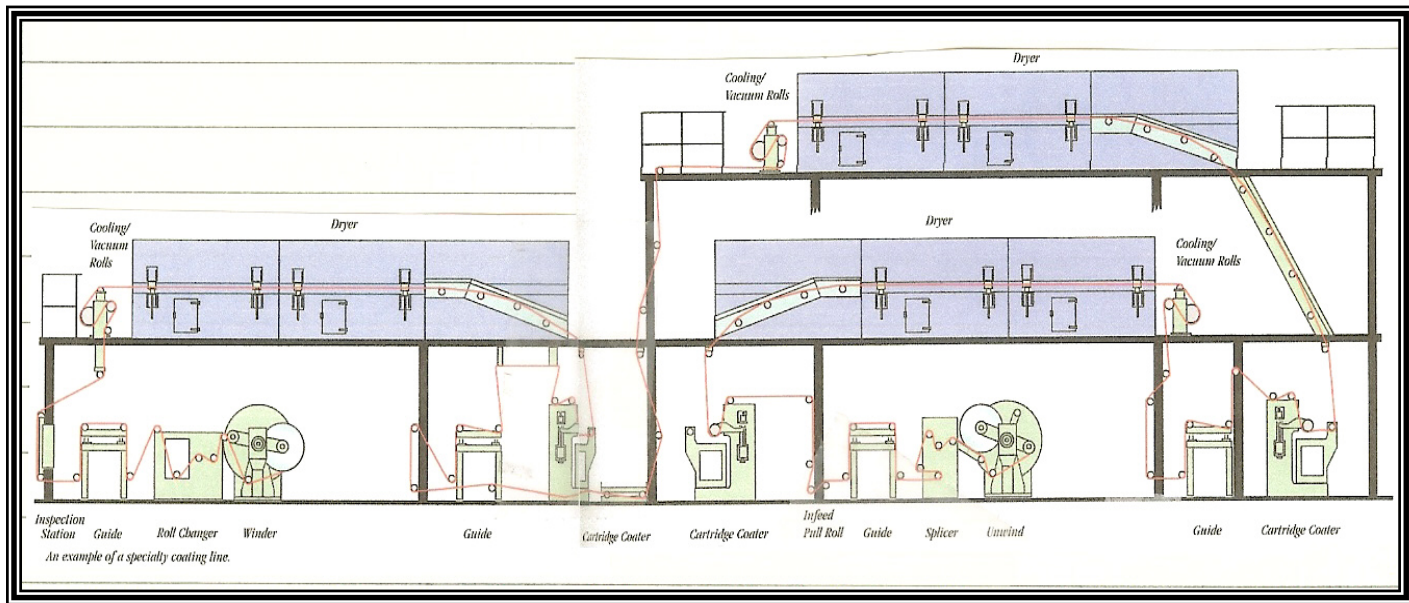 Dryer
Cooling/
Vacuum Rolls
Dryer
Dryer
Cooling/
Vacuum
Rolls
Cooling/
Vacuum Rolls
Inspection
Station
Guide
Roll Changer
Winder
Guide
Cartridge Coater
Cartridge Coater
Infeed
Pull Roll
Guide
Splicer
Unwind
Guide
Cartridge Coater
An example of a specialty coating line.